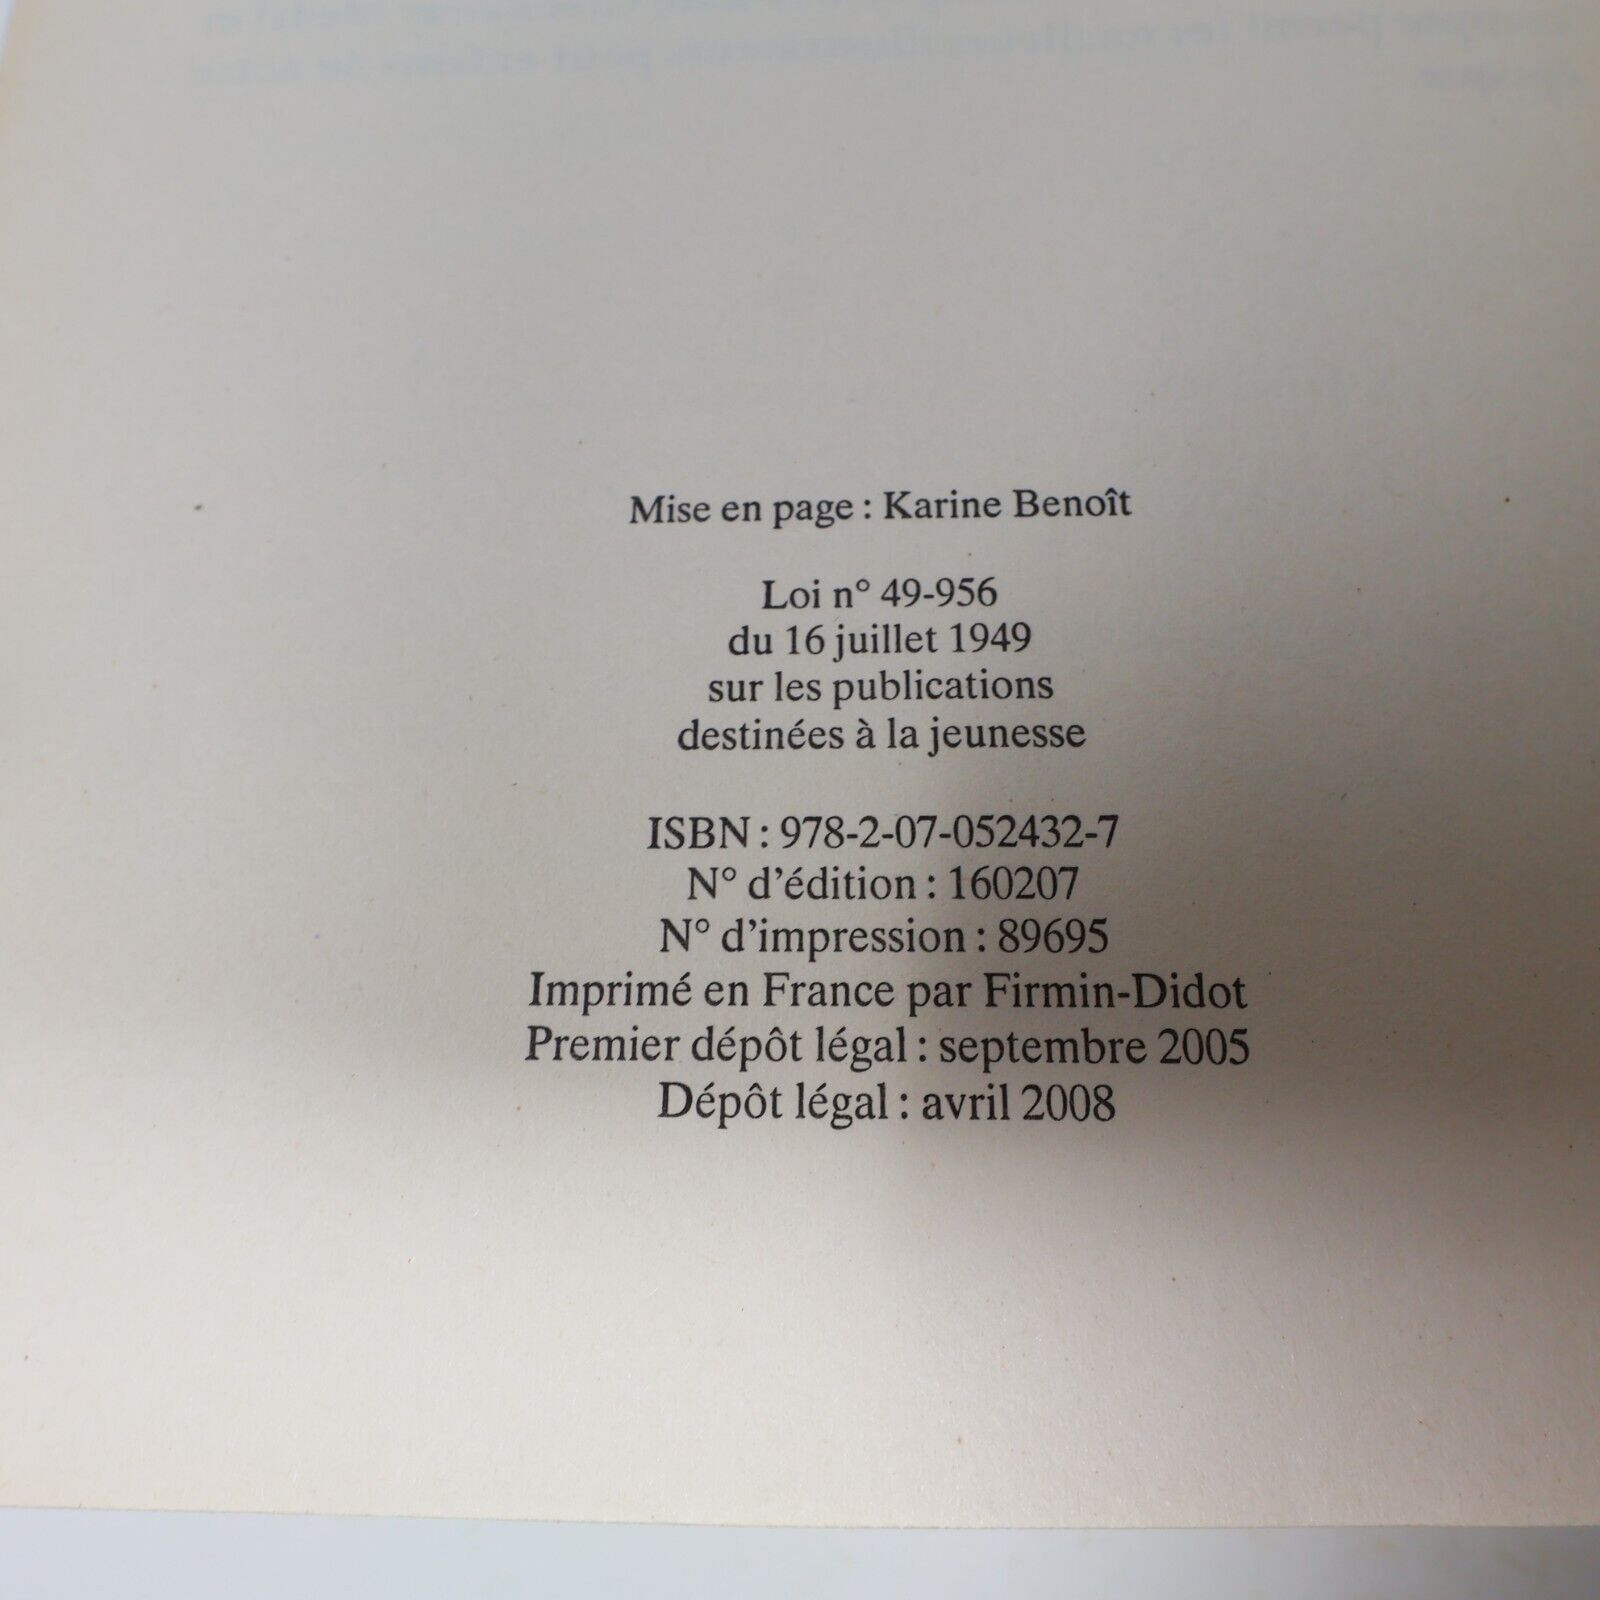 Mise en page : Karine Benoît
Loi n° 49-956
du 16 juillet 1949
sur les publications
destinées à la jeunesse
ISBN : 978-2-07-052432-7
N° d'édition : 160207
N° d'impression : 89695
Imprimé en France par Firmin-Didot
Premier dépôt légal : septembre 2005
Dépôt légal : avril 2008